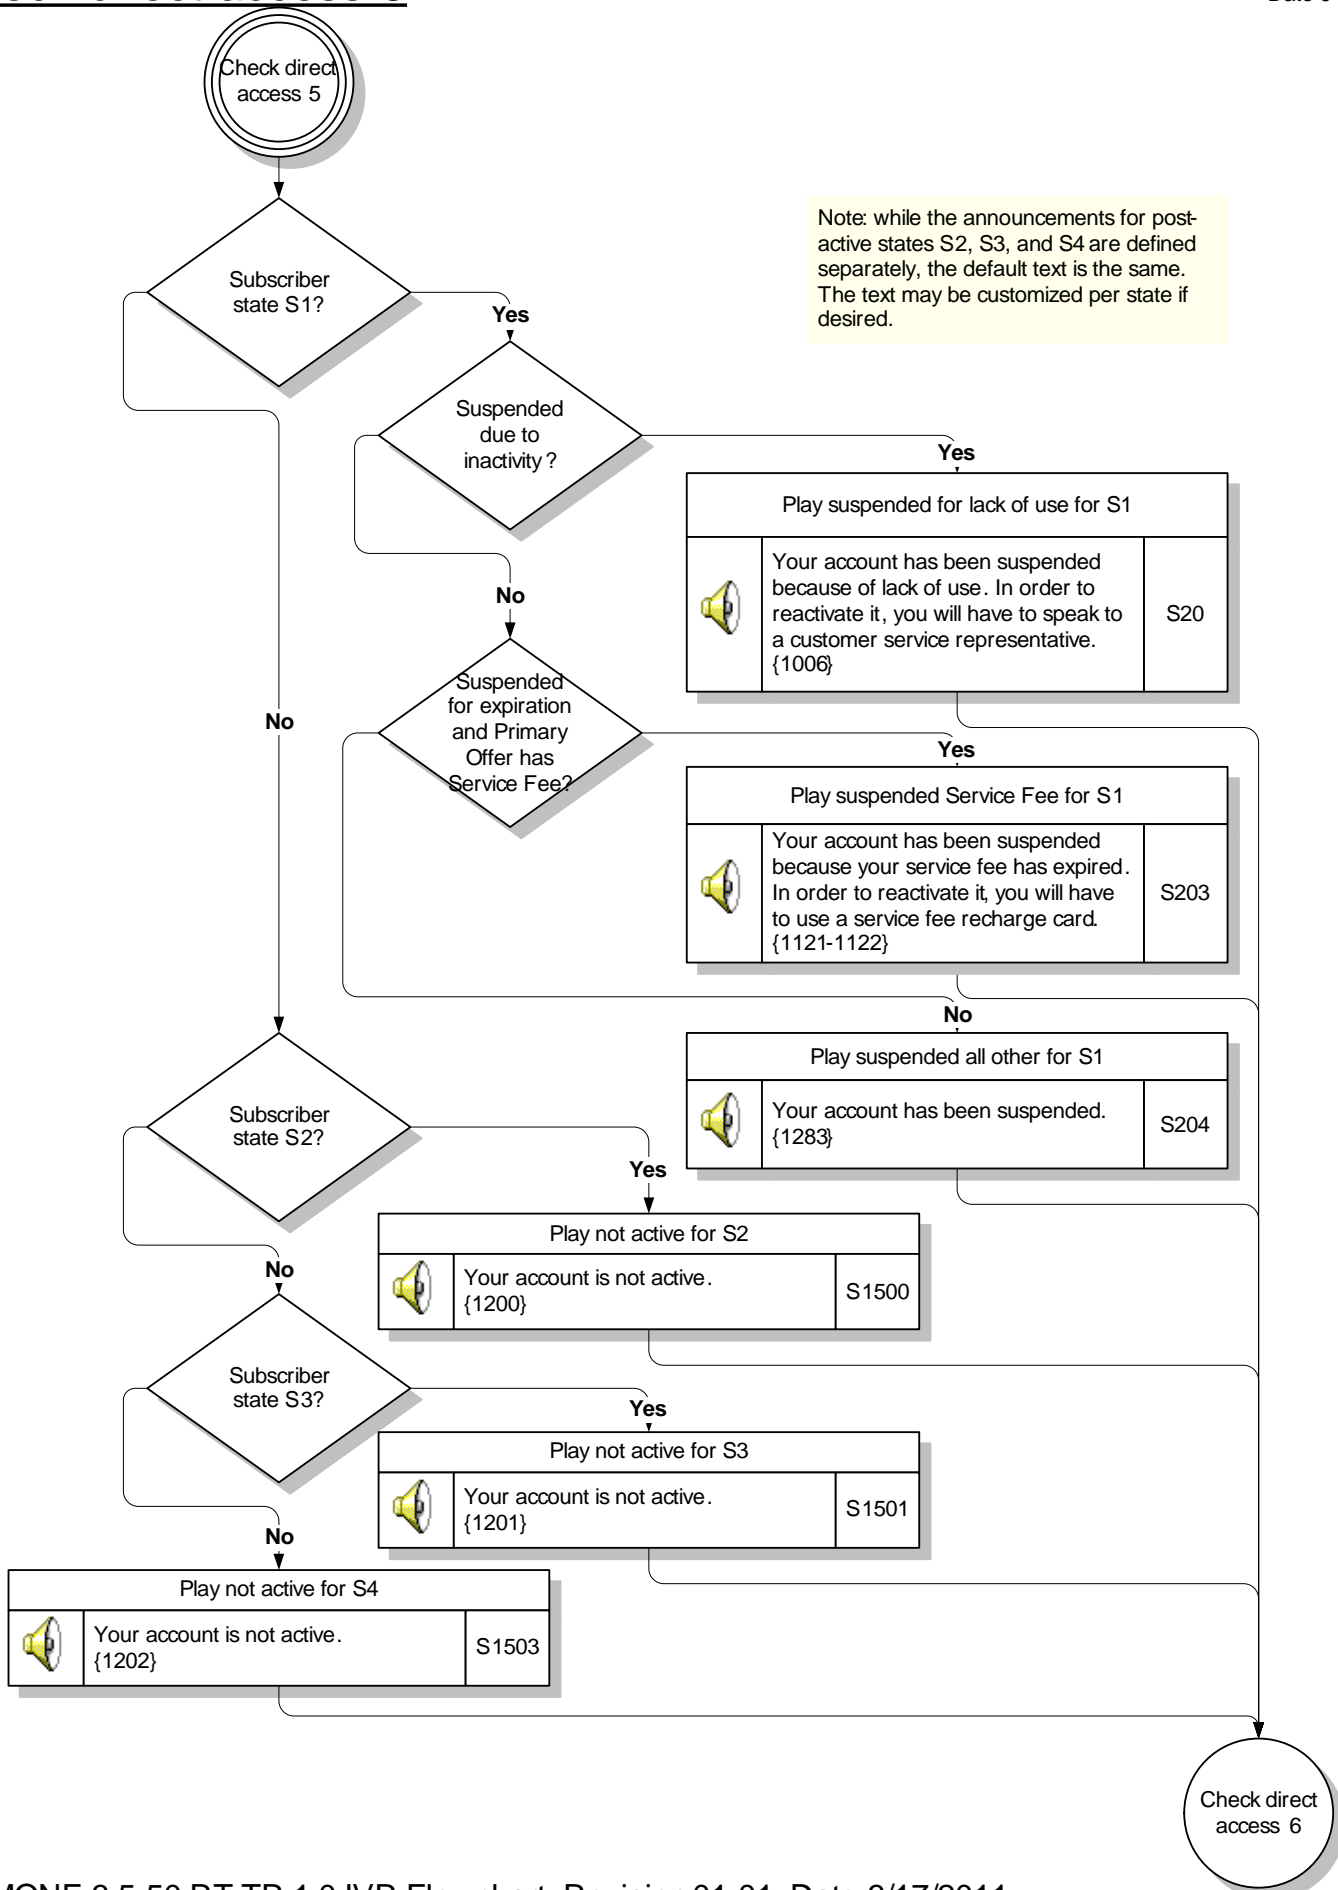 Check direct
access 5
Subscriber
state S1?
Note: while the announcements for post-
active states S2, S3, and S4 are defined
separately, the default text is the same.
The text may be customized per state if
desired.
Yes
Suspended
due to
inactivity?
Yes
Play suspended for lack of use for S1
Your account has been suspended
because of lack of use. In order to
reactivate it, you will have to speak to
a customer service representative.
{1006}
S20
No
Suspended
for expiration
and Primary
Offer has
Service Fee?
No
Yes
Play suspended Service Fee for S1
Your account has been suspended
because your service fee has expired.
In order to reactivate it, you will have
to use a service fee recharge card.
{1121-1122}
S203
No
Play suspended all other for S1
Your account has been suspended.
{1283}
S204
Subscriber
state S2?
Yes
Play not active for S2
Your account is not active.
{1200}
S1500
No
Subscriber
state S3?
Yes
Play not active for S3
Your account is not active.
{1201}
S1501
No
Play not active for S4
Your account is not active.
{1202}
S1503
Check direct
access 6